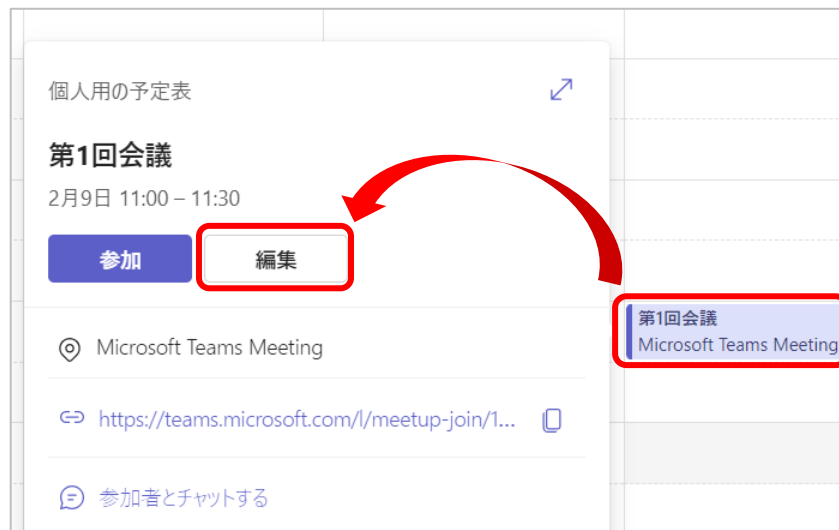 個人用の予定表
第1回会議
2月9日 11:00 – 11:30
参加
編集
Microsoft Teams Meeting
https://teams.microsoft.com/l/meetup-join/1...
参加者とチャットする
第1回会議
Microsoft Teams Meeting